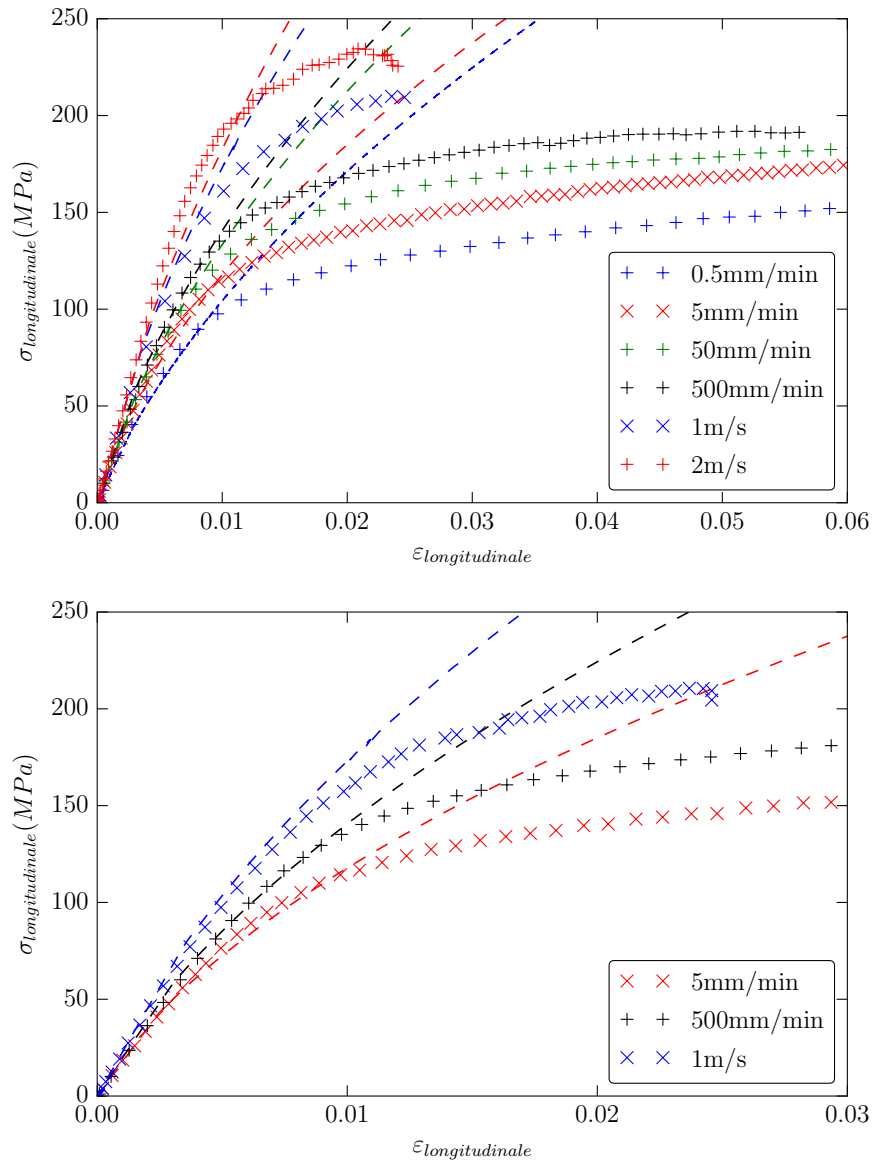 250
200
150
100
50
0
σlongitudinale(MPa)
0.5mm/min
5mm/min
50mm/min
500mm/min
1m/s
2m/s
0.00 0.01 0.02 0.03 0.04 0.05 0.06
εlongitudinale
250
200
150
100
50
0
σlongitudinale(MPa)
5mm/min
500mm/min
1m/s
0.00 0.01 0.02 0.03
εlongitudinale